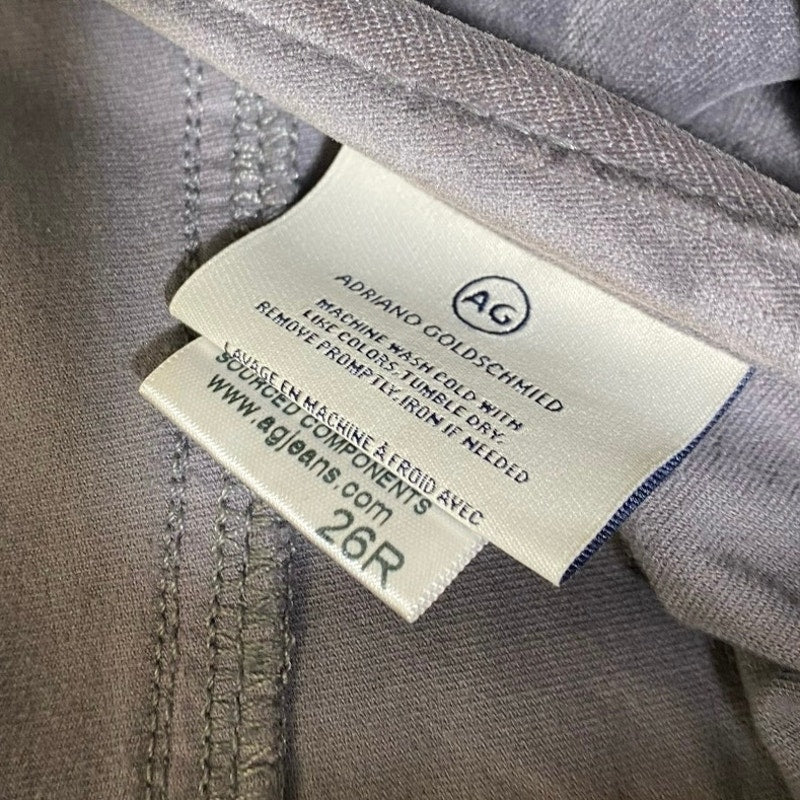 AG
ADRIANO GOLDSCHMIED
MACHINE WASH COLD WITH
LIKE COLORS, TUMBLE DRY,
REMOVE PROMPTLY, IRON IF NEEDED
LAVAGE EN MACHINE À FROID AVEC
SOURCED COMPONENTS
www.agjeans.com
26R